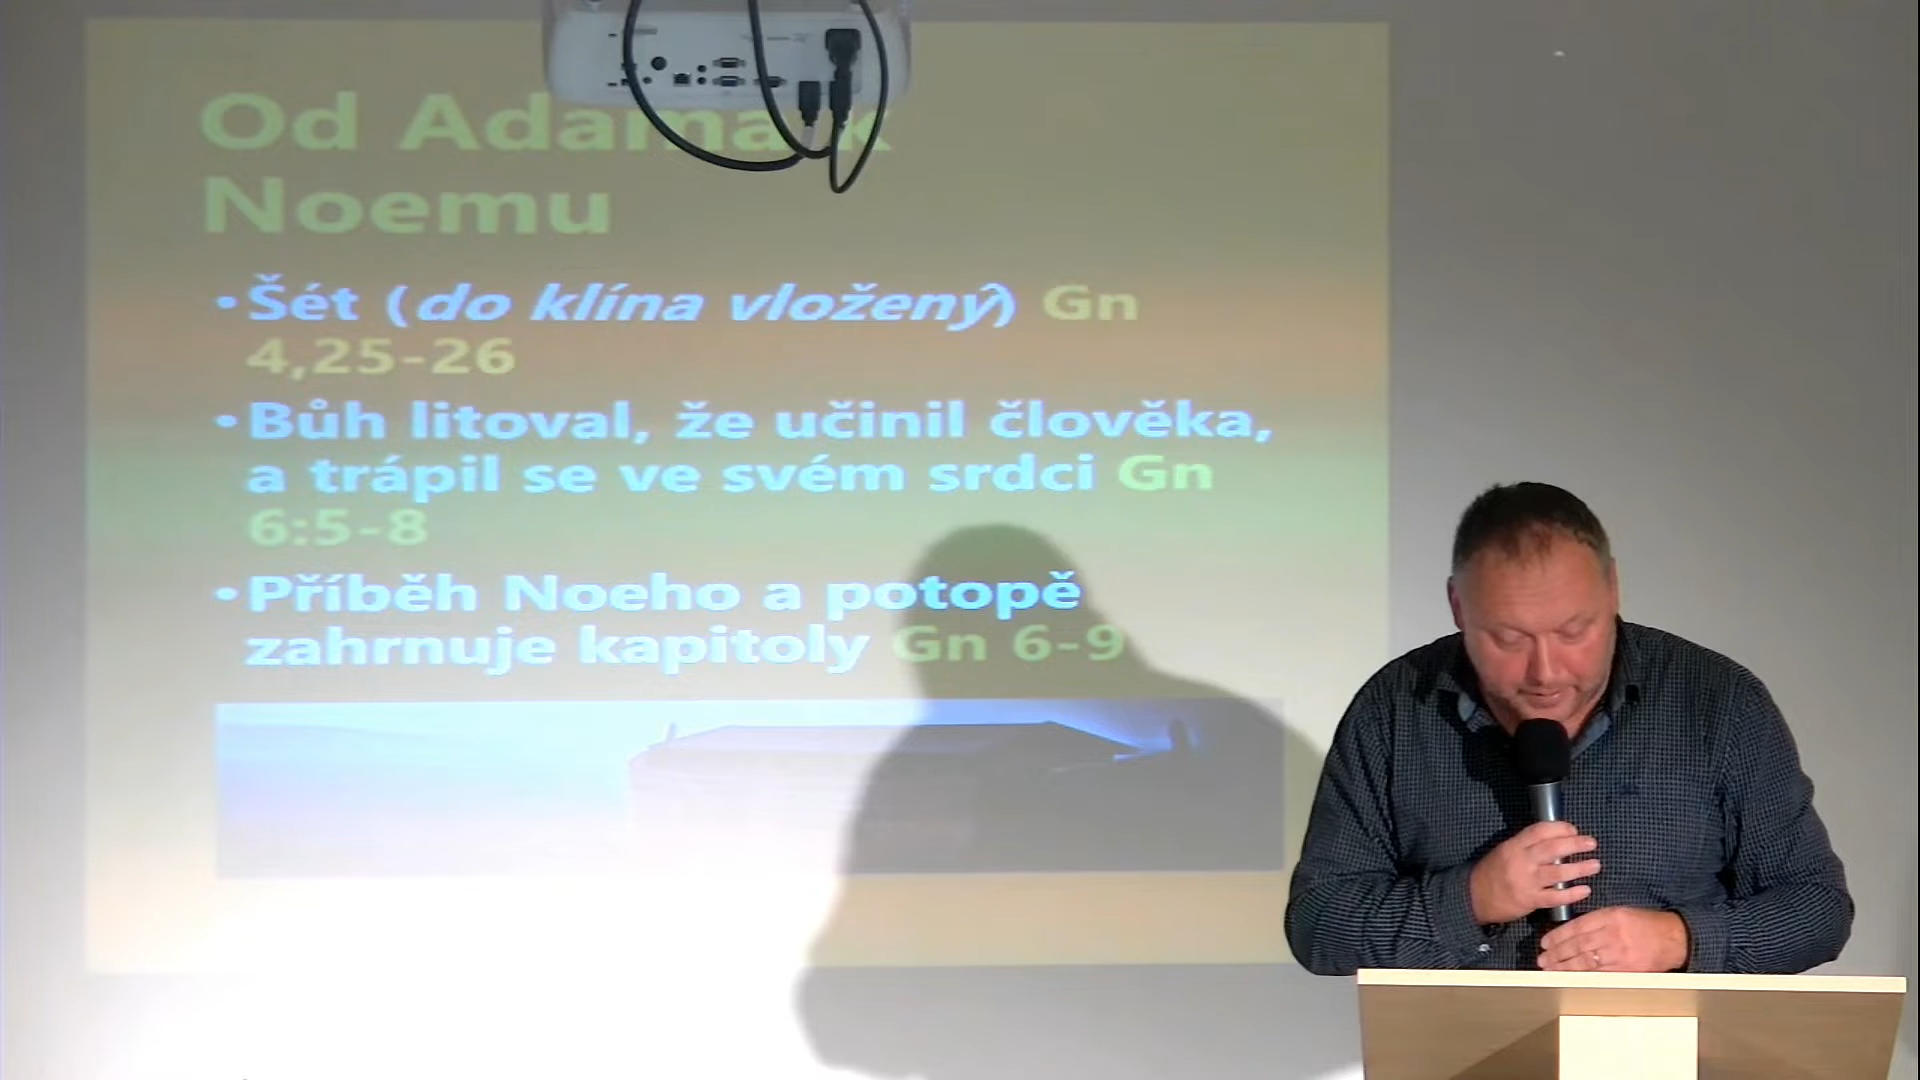 Od Adama k
Noemu
• Šét (do klína vložený) Gn
4,25-26
• Bůh litoval, že učinil člověka,
a trápil se ve svém srdci Gn
6:5-8
• Příběh Noeho a potopě
zahrnuje kapitoly Gn 6-9